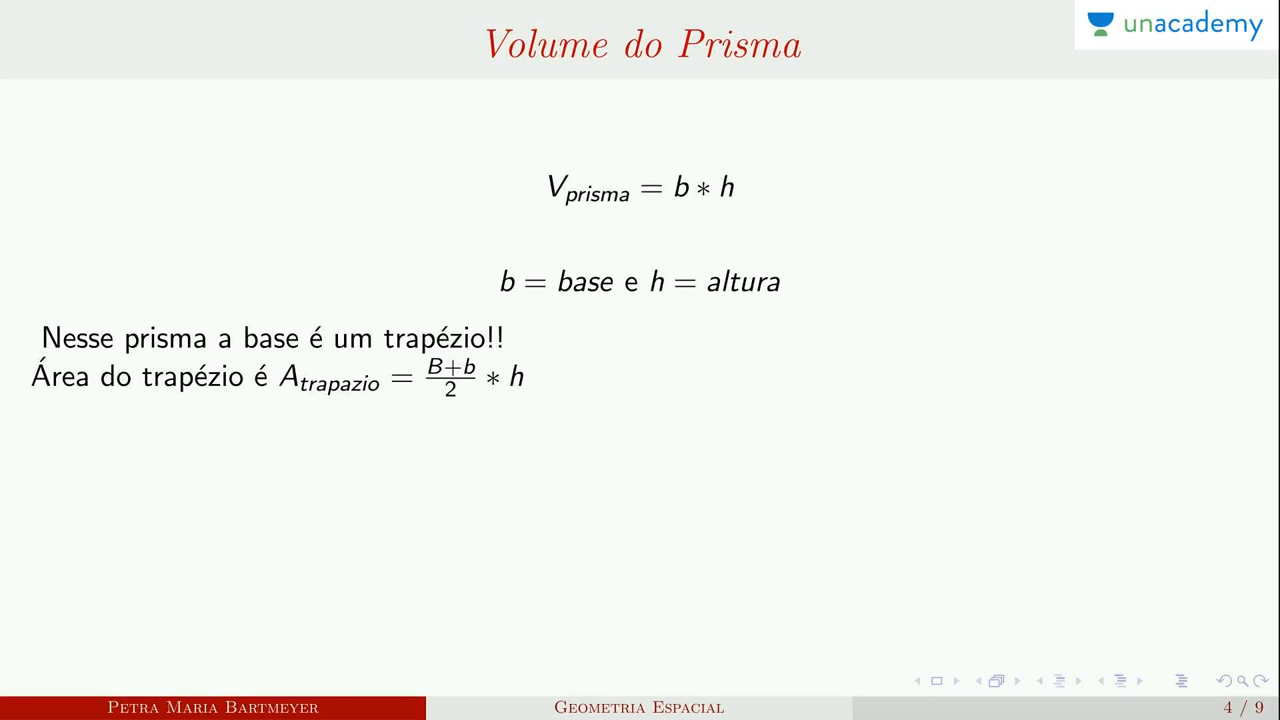 Volume do Prisma
unacademy
V_prisma = b ∗ h
b = base e h = altura
Nesse prisma a base é um trapézio!!
Área do trapézio é A_trapazio = \frac{B+b}{2} ∗ h
Petra Maria Bartmeyer
Geometria Espacial
4 / 9